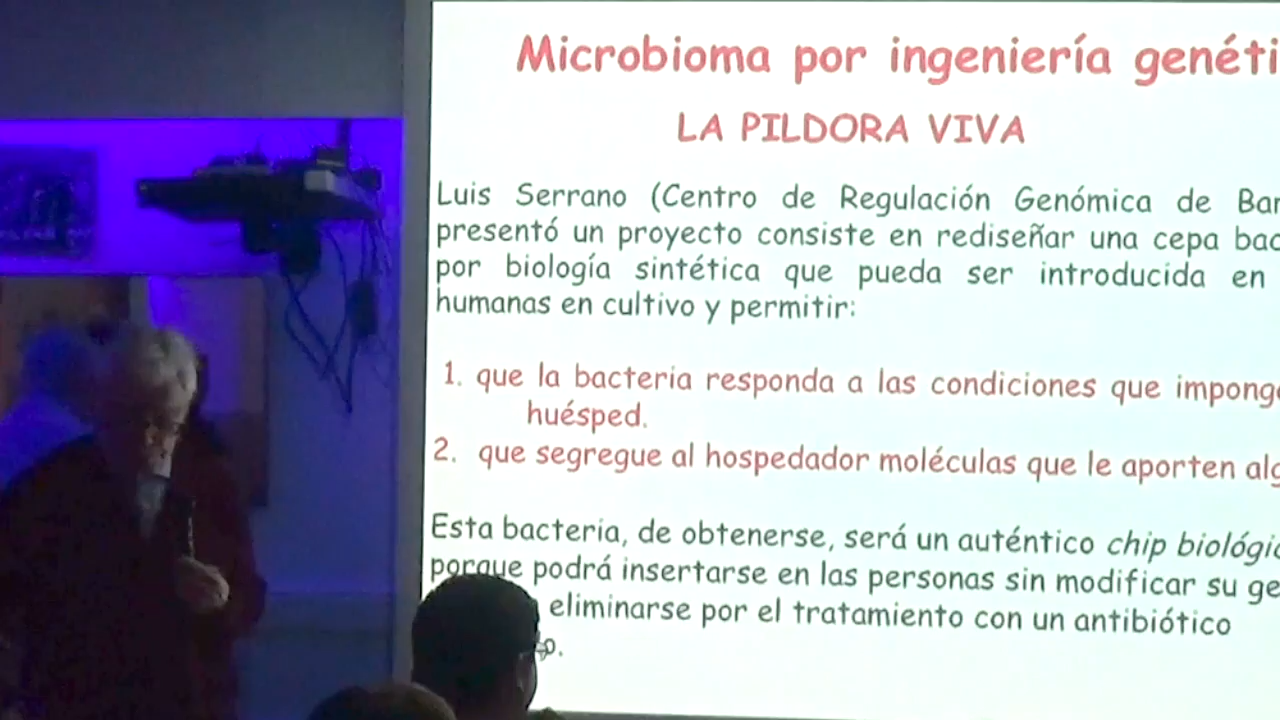 Microbioma por ingeniería genéti
LA PILDORA VIVA
Luis Serrano (Centro de Regulación Genómica de Bar
presentó un proyecto consiste en rediseñar una cepa bac
por biología sintética que pueda ser introducida en
humanas en cultivo y permitir:
1. que la bacteria responda a las condiciones que impong
huésped.
2. que segregue al hospedador moléculas que le aporten alg
Esta bacteria, de obtenerse, será un auténtico chip biológic
porque podrá insertarse en las personas sin modificar su ge
eliminarse por el tratamiento con un antibiótico
o.